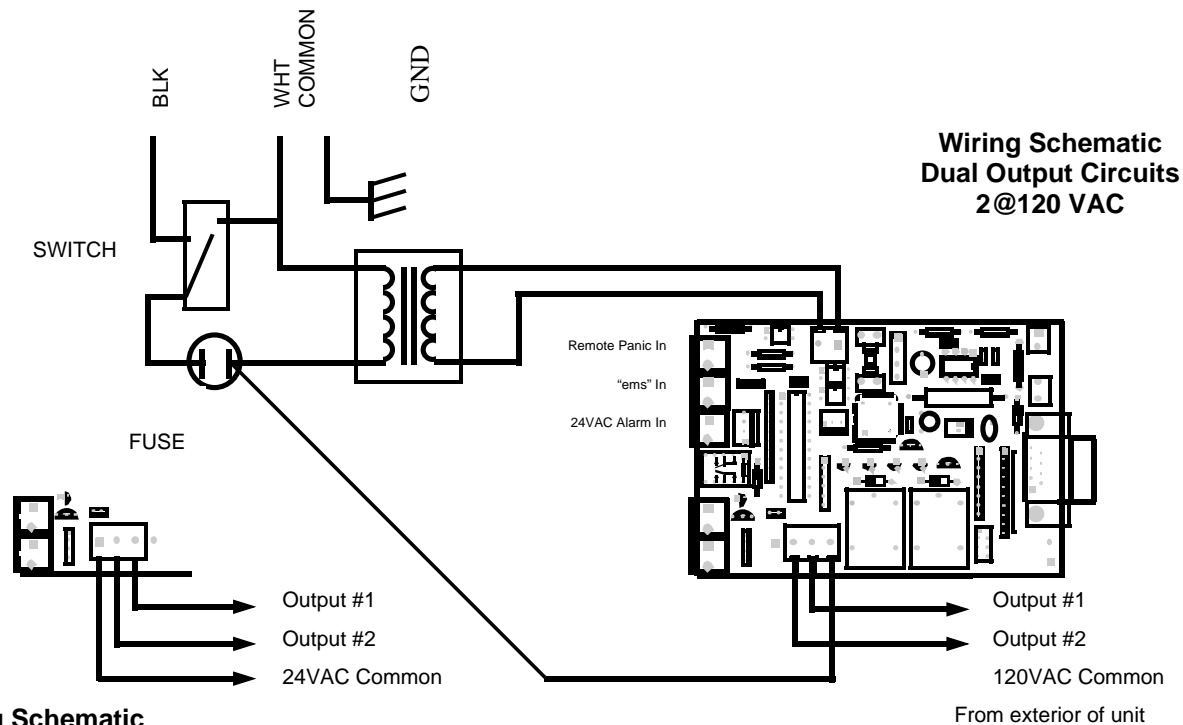 BLK
WHT
COMMON
GND
Wiring Schematic
Dual Output Circuits
2@120 VAC
SWITCH
Remote Panic In
“ems” In
24VAC Alarm In
FUSE
Output #1
Output #2
24VAC Common
Output #1
Output #2
120VAC Common
From exterior of unit
Schematic